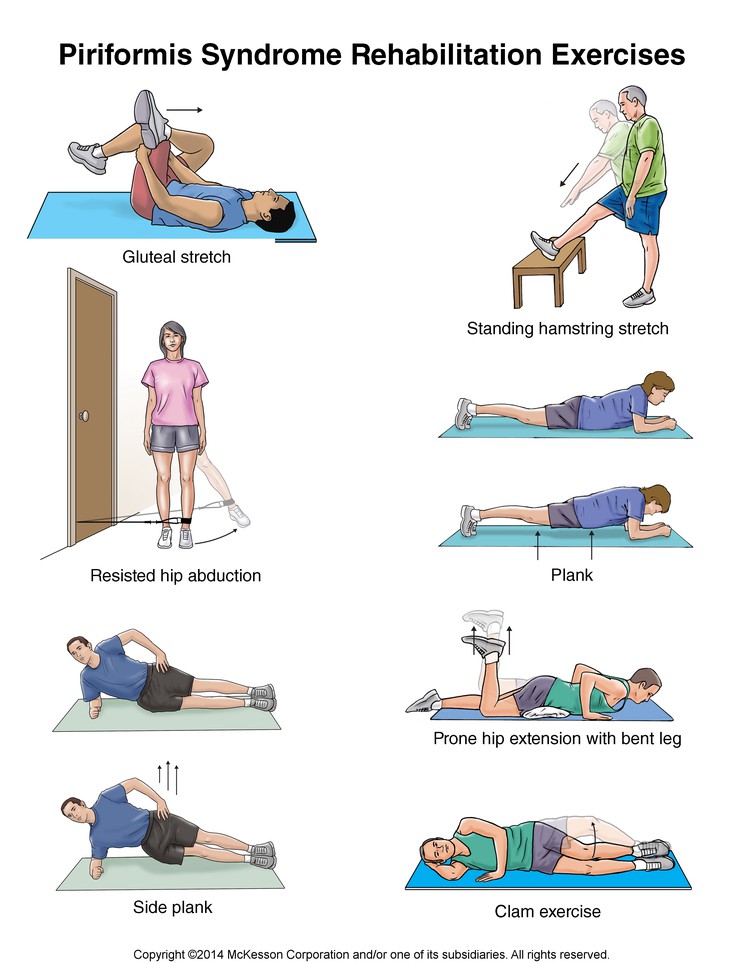 Piriformis Syndrome Rehabilitation Exercises
Gluteal stretch
Standing hamstring stretch
Resisted hip abduction
Plank
Prone hip extension with bent leg
Side plank
Clam exercise
Copyright ©2014 McKesson Corporation and/or one of its subsidiaries. All rights reserved.